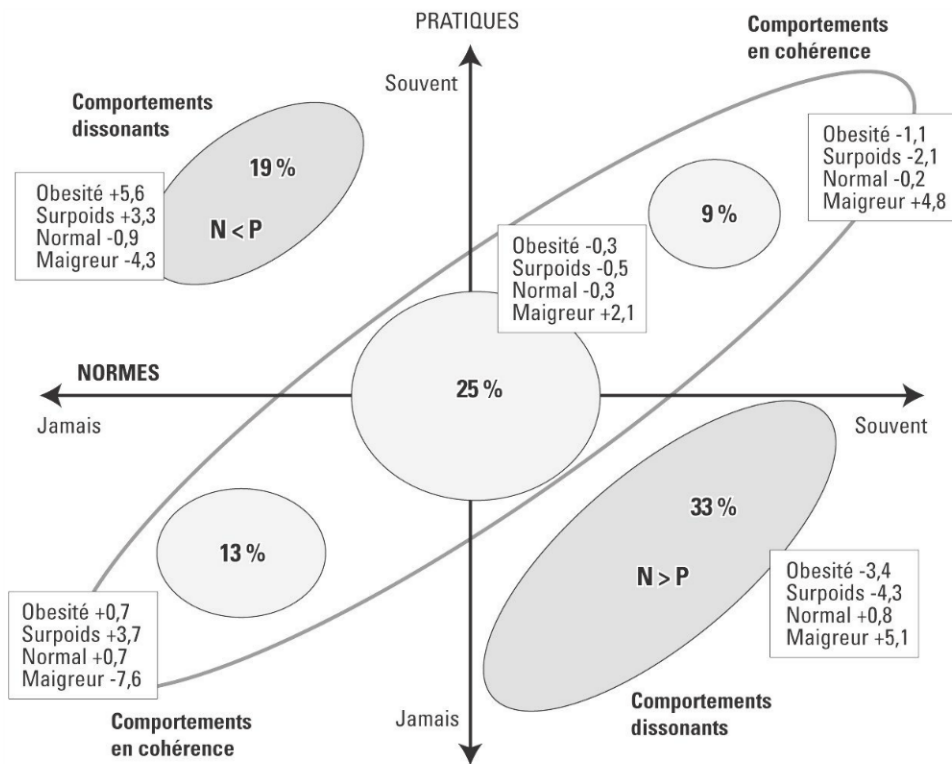 PRATIQUES
Souvent
Comportements
en cohérence
Comportements
dissonants
19 %
N < P
Obesité +5,6
Surpoids +3,3
Normal -0,9
Maigreur -4,3
Obesité -1,1
Surpoids -2,1
Normal -0,2
Maigreur +4,8
9 %
Obesité -0,3
Surpoids -0,5
Normal -0,3
Maigreur +2,1
NORMES
Jamais
25 %
Souvent
13 %
33 %
N > P
Obesité +0,7
Surpoids +3,7
Normal +0,7
Maigreur -7,6
Obesité -3,4
Surpoids -4,3
Normal +0,8
Maigreur +5,1
Comportements
en cohérence
Jamais
Comportements
dissonants